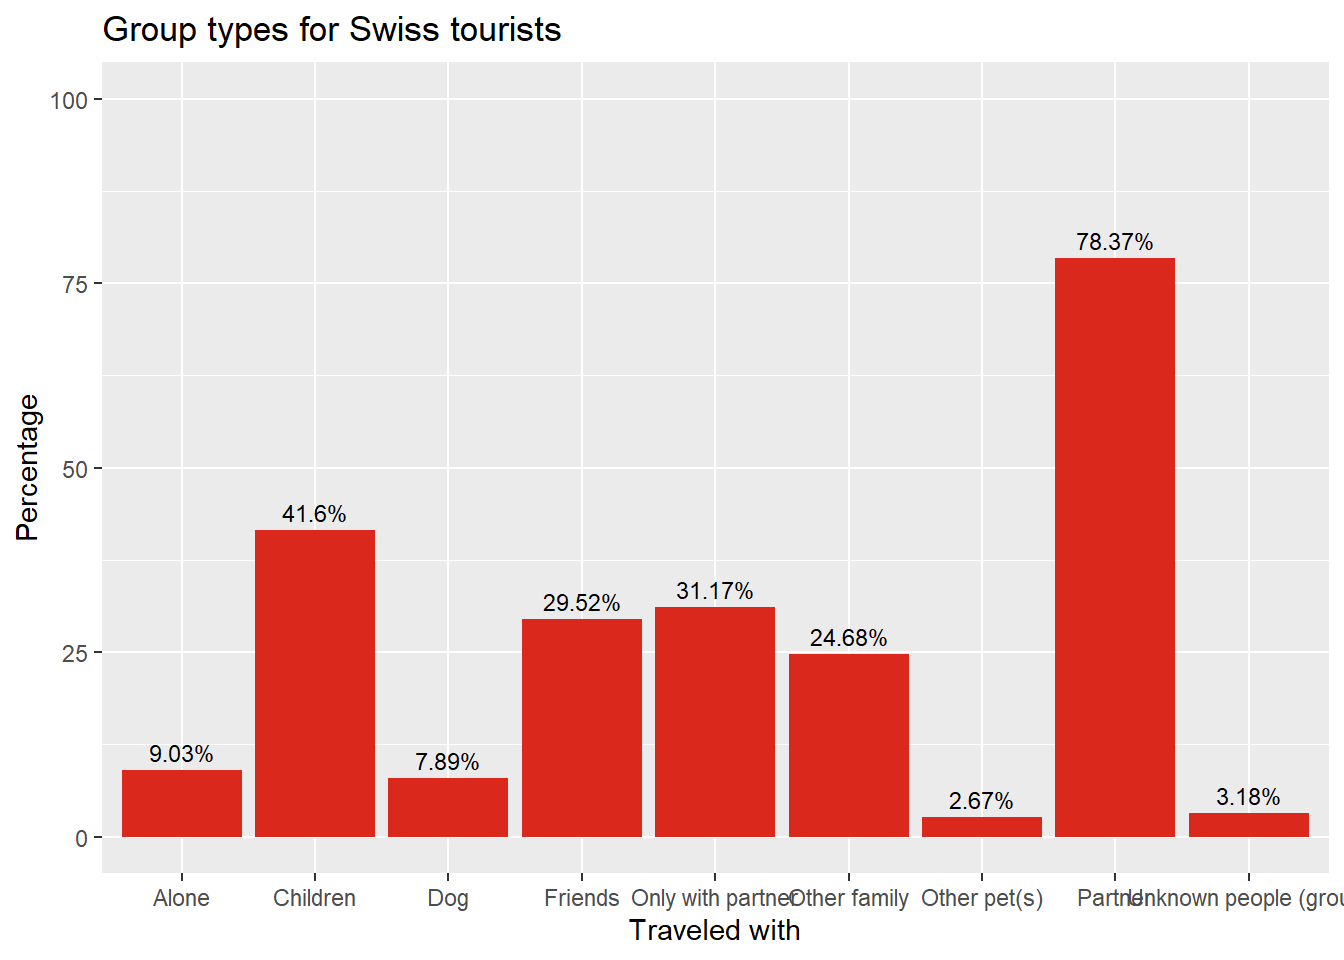 Group types for Swiss tourists
Percentage
100
75
50
25
0
9.03%
41.6%
7.89%
29.52%
31.17%
24.68%
2.67%
78.37%
3.18%
Alone
Children
Dog
Friends
Only with partner
Other family
Other pet(s)
Partner
Unknown people (grou
Traveled with